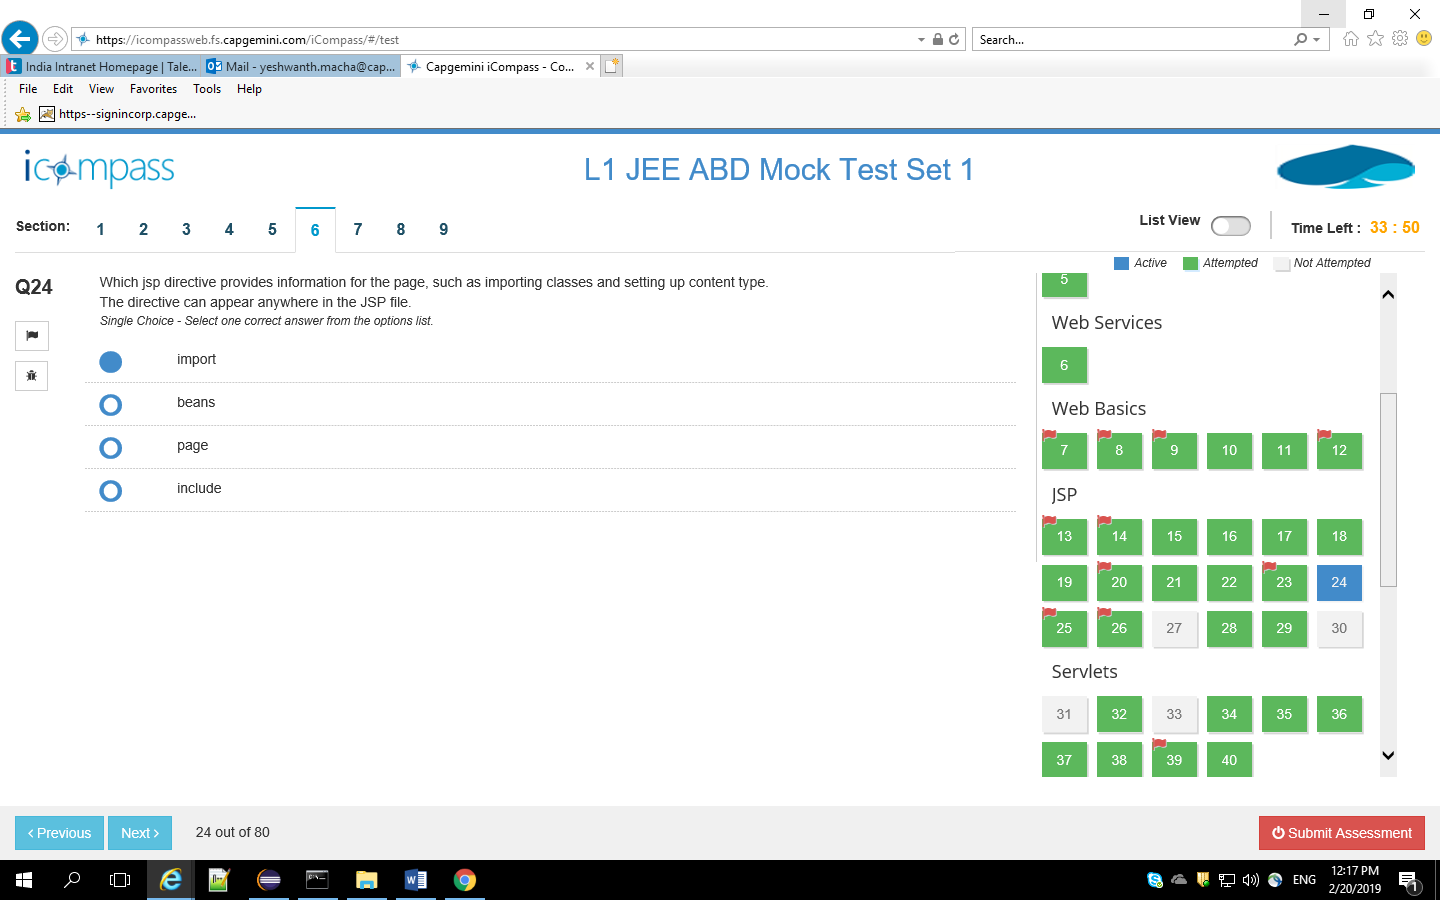 https://icompassweb.fs.capgemini.com/iCompass/#/test
Search...
India Intranet Homepage | Tale...
Mail - yeshwanth.macha@cap...
Capgemini iCompass - Co...
File Edit View Favorites Tools Help
https--signincorp.capge...
icompass
L1 JEE ABD Mock Test Set 1
Section: 1 2 3 4 5 6 7 8 9
List View
Time Left : 33 : 50
Active Attempted Not Attempted
Q24
Which jsp directive provides information for the page, such as importing classes and setting up content type.
The directive can appear anywhere in the JSP file.
Single Choice - Select one correct answer from the options list.
import
beans
page
include
5
Web Services
6
Web Basics
7 8 9 10 11 12
JSP
13 14 15 16 17 18
19 20 21 22 23 24
25 26 27 28 29 30
Servlets
31 32 33 34 35 36
37 38 39 40
Previous
Next
24 out of 80
Submit Assessment
ENG
12:17 PM
2/20/2019
1